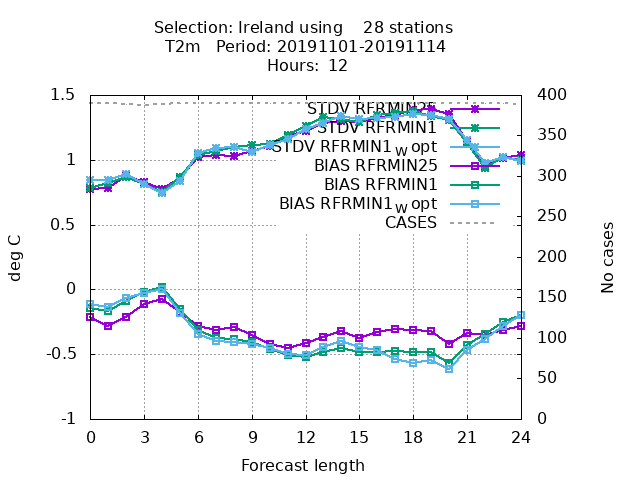 Selection: Ireland using    28 stations
T2m   Period: 20191101-20191114
Hours:  12
STDV RFRMIN25
STDV RFRMIN1
STDV RFRMIN1W opt
BIAS RFRMIN25
BIAS RFRMIN1
BIAS RFRMIN1W opt
CASES
deg C
1.5
1
0.5
0
-0.5
-1
No cases
400
350
300
250
200
150
100
50
0
0 3 6 9 12 15 18 21 24
Forecast length